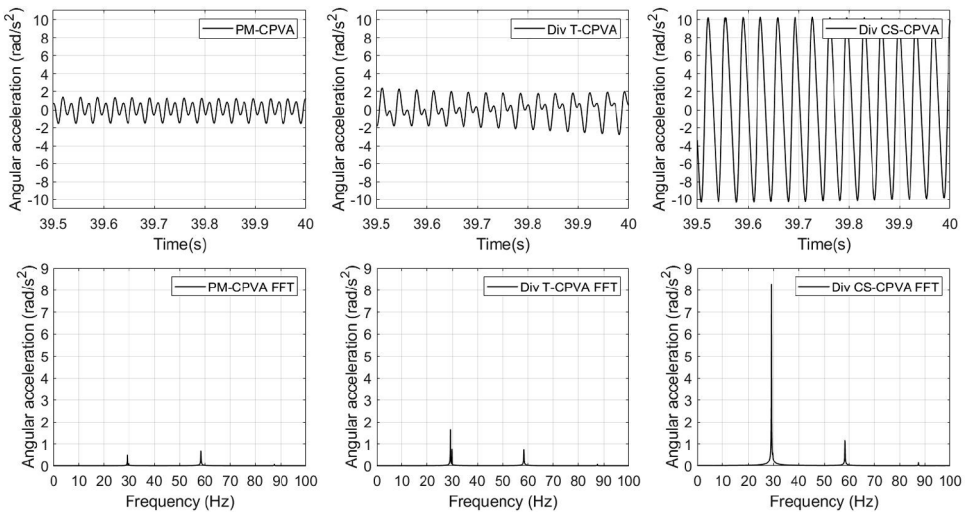 Angular acceleration (rad/s²)
10
8
6
4
2
0
-2
-4
-6
-8
-10
PM-CPVA
39.5 39.6 39.7 39.8 39.9 40
Time(s)
Angular acceleration (rad/s²)
10
8
6
4
2
0
-2
-4
-6
-8
-10
Div T-CPVA
39.5 39.6 39.7 39.8 39.9 40
Time(s)
Angular acceleration (rad/s²)
10
8
6
4
2
0
-2
-4
-6
-8
-10
Div CS-CPVA
39.5 39.6 39.7 39.8 39.9 40
Time(s)
Angular acceleration (rad/s²)
9
8
7
6
5
4
3
2
1
0
PM-CPVA FFT
0 10 20 30 40 50 60 70 80 90 100
Frequency (Hz)
Angular acceleration (rad/s²)
9
8
7
6
5
4
3
2
1
0
Div T-CPVA FFT
0 10 20 30 40 50 60 70 80 90 100
Frequency (Hz)
Angular acceleration (rad/s²)
9
8
7
6
5
4
3
2
1
0
Div CS-CPVA FFT
0 10 20 30 40 50 60 70 80 90 100
Frequency (Hz)